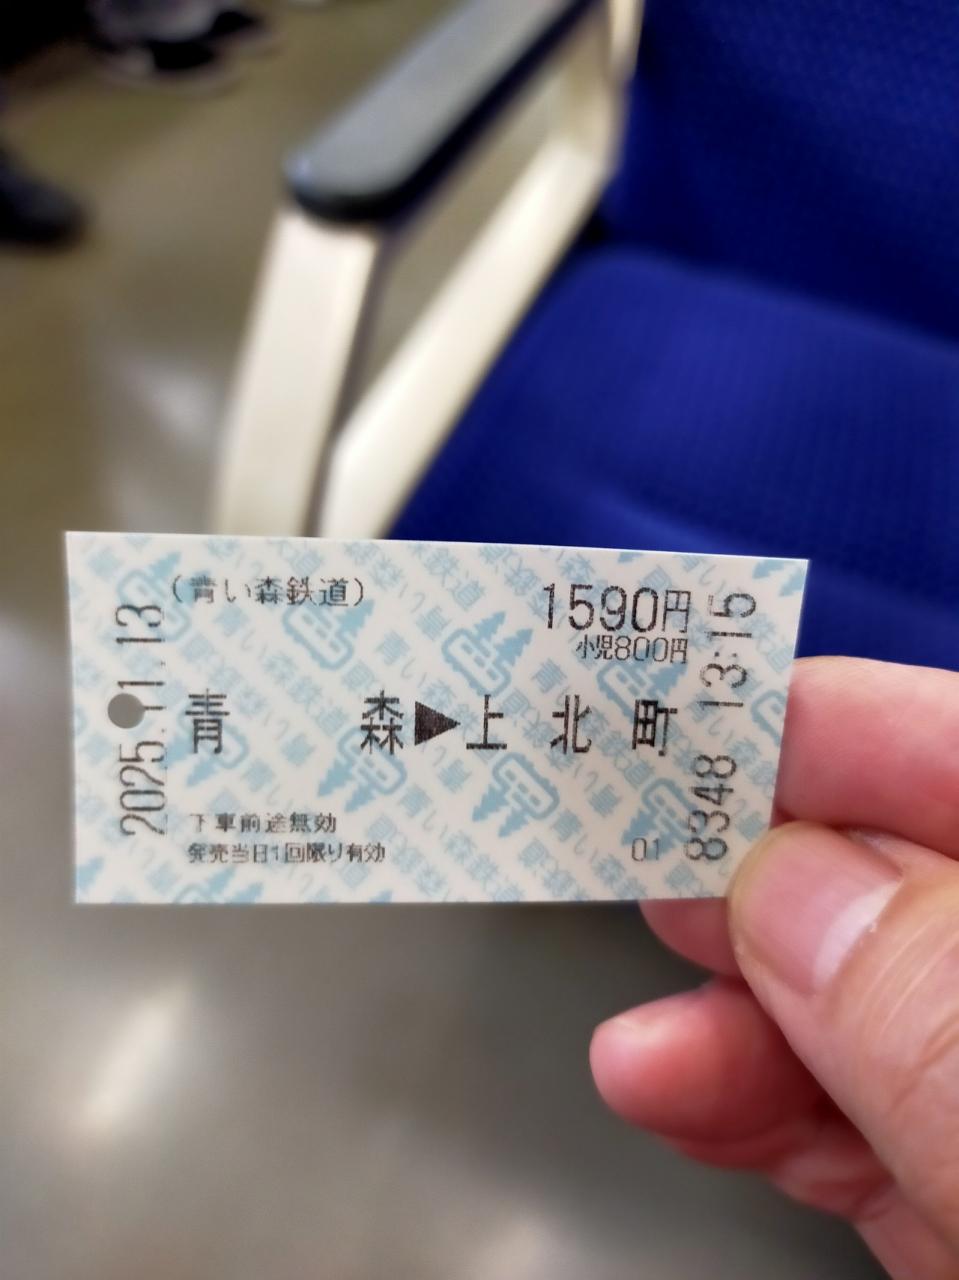 (青い森鉄道)
1590円
小児800円
青森▶上北町
下車前途無効
発売当日1回限り有効
01
2025.11.13
8348 13:15